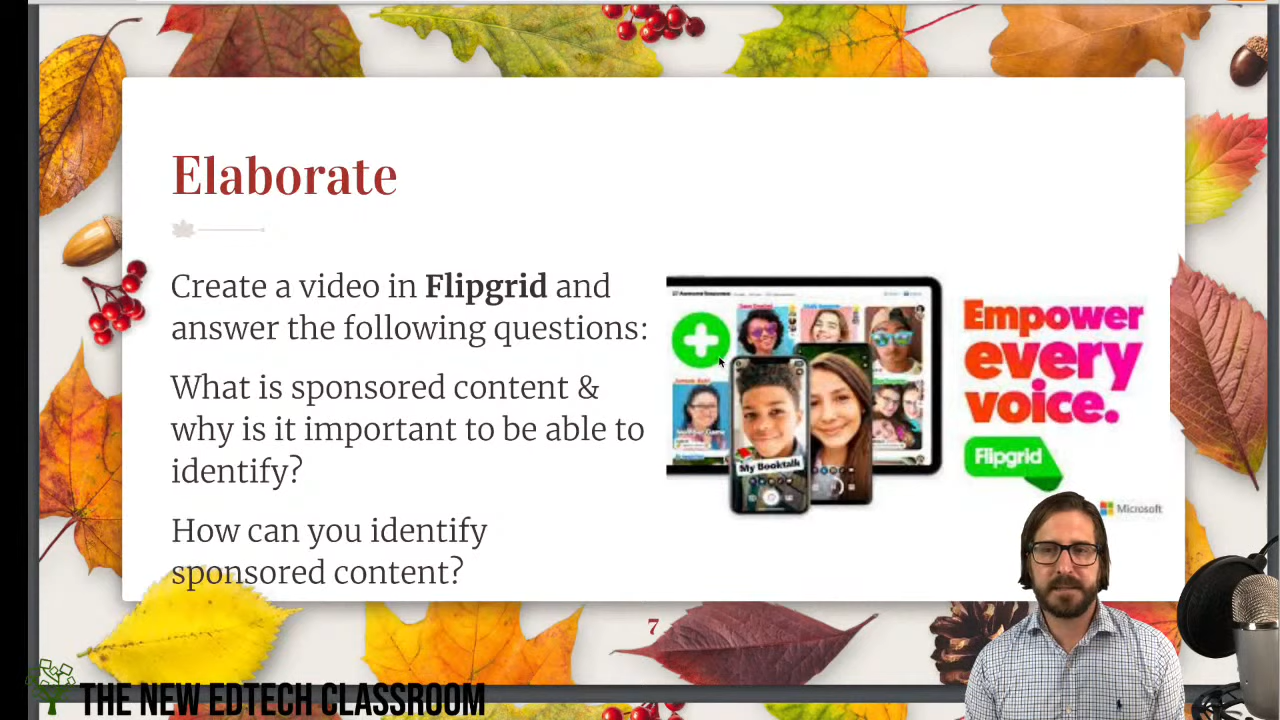 Elaborate
Create a video in Flipgrid and
answer the following questions:
What is sponsored content &
why is it important to be able to
identify?
How can you identify
sponsored content?
My Booktalk
Empower
every
voice.
Flipgrid
Microsoft
7
THE NEW EDTECH CLASSROOM